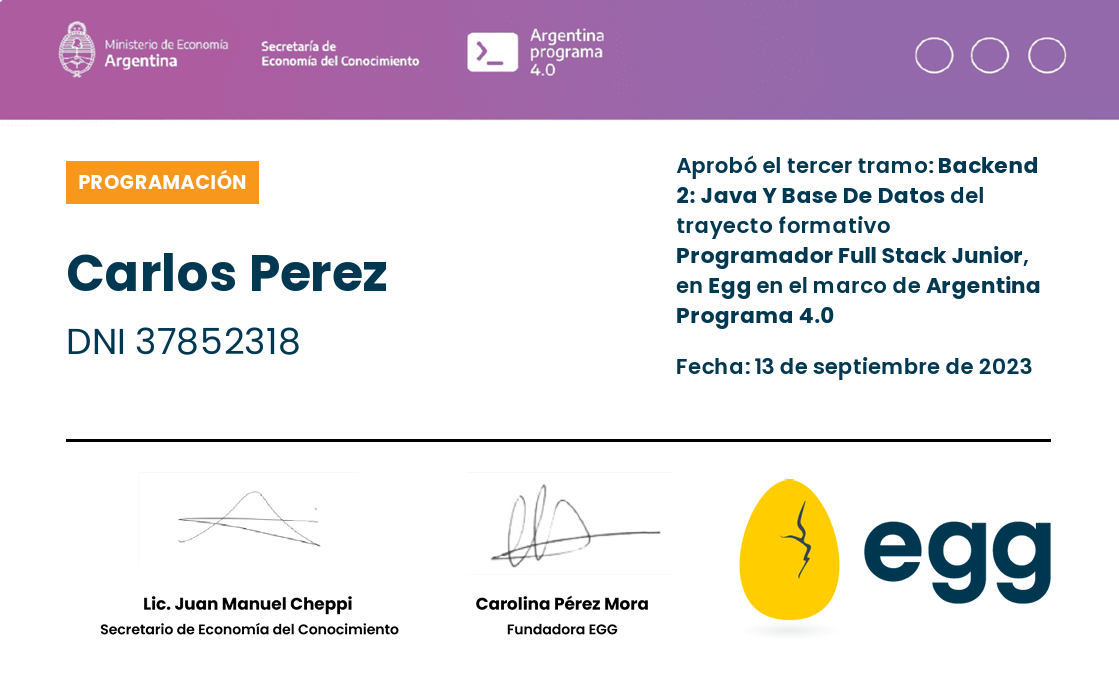 Ministerio de Economía
Argentina
Secretaría de
Economía del Conocimiento
Argentina
programa
4.0
PROGRAMACIÓN
Carlos Perez
DNI 37852318
Aprobó el tercer tramo: Backend
2: Java Y Base De Datos del
trayecto formativo
Programador Full Stack Junior,
en Egg en el marco de Argentina
Programa 4.0
Fecha: 13 de septiembre de 2023
Lic. Juan Manuel Cheppi
Secretario de Economía del Conocimiento
Carolina Pérez Mora
Fundadora EGG
egg